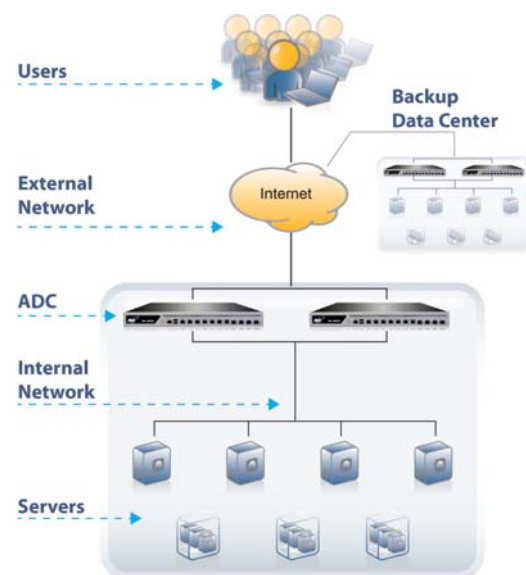 Users
Backup
Data Center
Internet
External
Network
ADC
Internal
Network
Servers